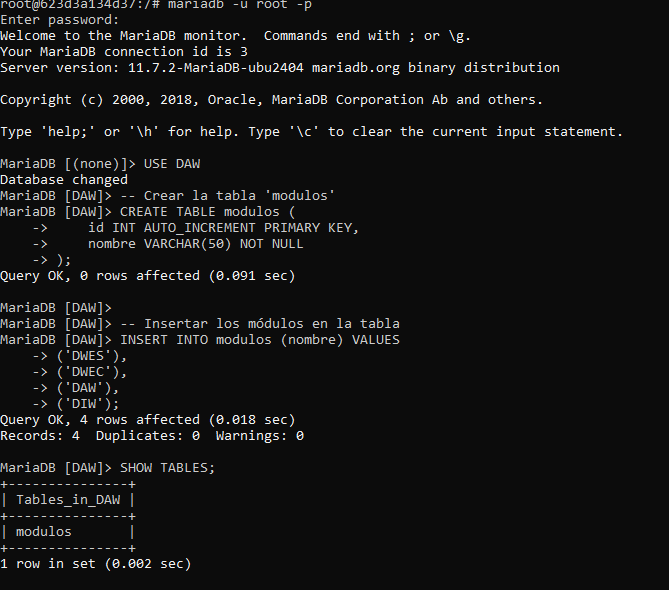 root@623d3a134d37:/# mariadb -u root -p
Enter password:
Welcome to the MariaDB monitor.  Commands end with ; or \g.
Your MariaDB connection id is 3
Server version: 11.7.2-MariaDB-ubu2404 mariadb.org binary distribution

Copyright (c) 2000, 2018, Oracle, MariaDB Corporation Ab and others.

Type 'help;' or '\h' for help. Type '\c' to clear the current input statement.

MariaDB [(none)]> USE DAW
Database changed
MariaDB [DAW]> -- Crear la tabla 'modulos'
MariaDB [DAW]> CREATE TABLE modulos (
    ->     id INT AUTO_INCREMENT PRIMARY KEY,
    ->     nombre VARCHAR(50) NOT NULL
    -> );
Query OK, 0 rows affected (0.091 sec)

MariaDB [DAW]>
MariaDB [DAW]> -- Insertar los módulos en la tabla
MariaDB [DAW]> INSERT INTO modulos (nombre) VALUES
    -> ('DWES'),
    -> ('DWEC'),
    -> ('DAW'),
    -> ('DIW');
Query OK, 4 rows affected (0.018 sec)
Records: 4  Duplicates: 0  Warnings: 0

MariaDB [DAW]> SHOW TABLES;
+---------------+
| Tables_in_DAW |
+---------------+
| modulos       |
+---------------+
1 row in set (0.002 sec)